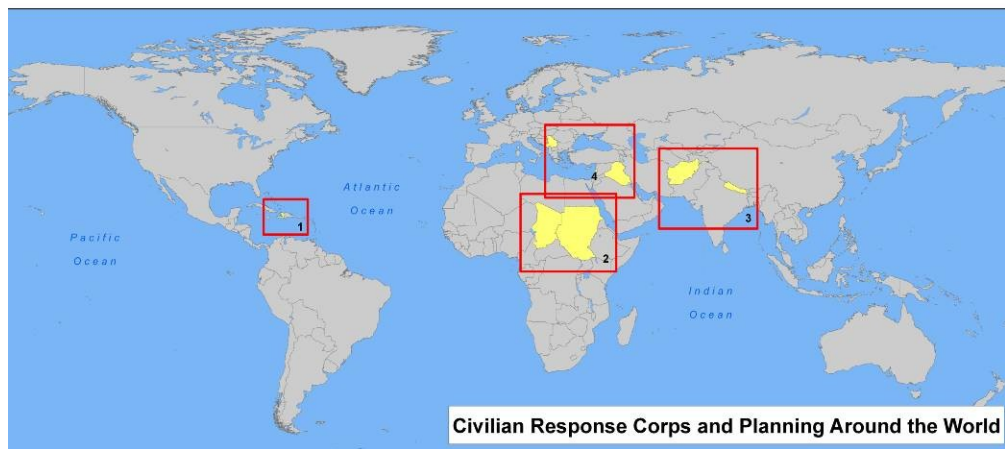 Atlantic
Ocean
4
3
1
2
Pacific
Ocean
Indian
Ocean
Civilian Response Corps and Planning Around the World